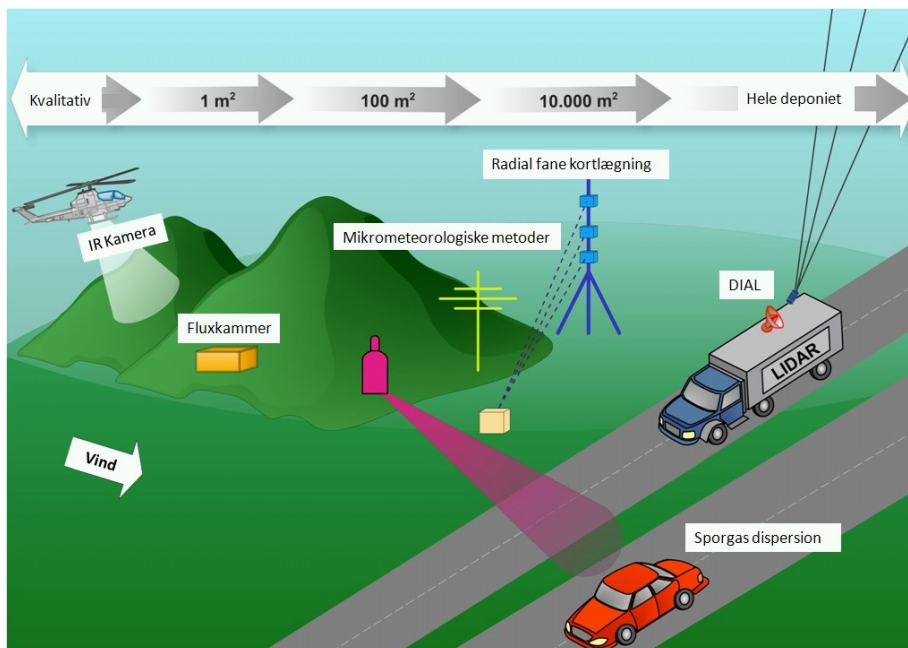 Kvalitativ
1 m²
100 m²
10.000 m²
Hele deponiet
Radial fane kortlægning
IR Kamera
Mikrometeorologiske metoder
DIAL
Fluxkammer
LIDAR
Vind
Sporgas dispersion